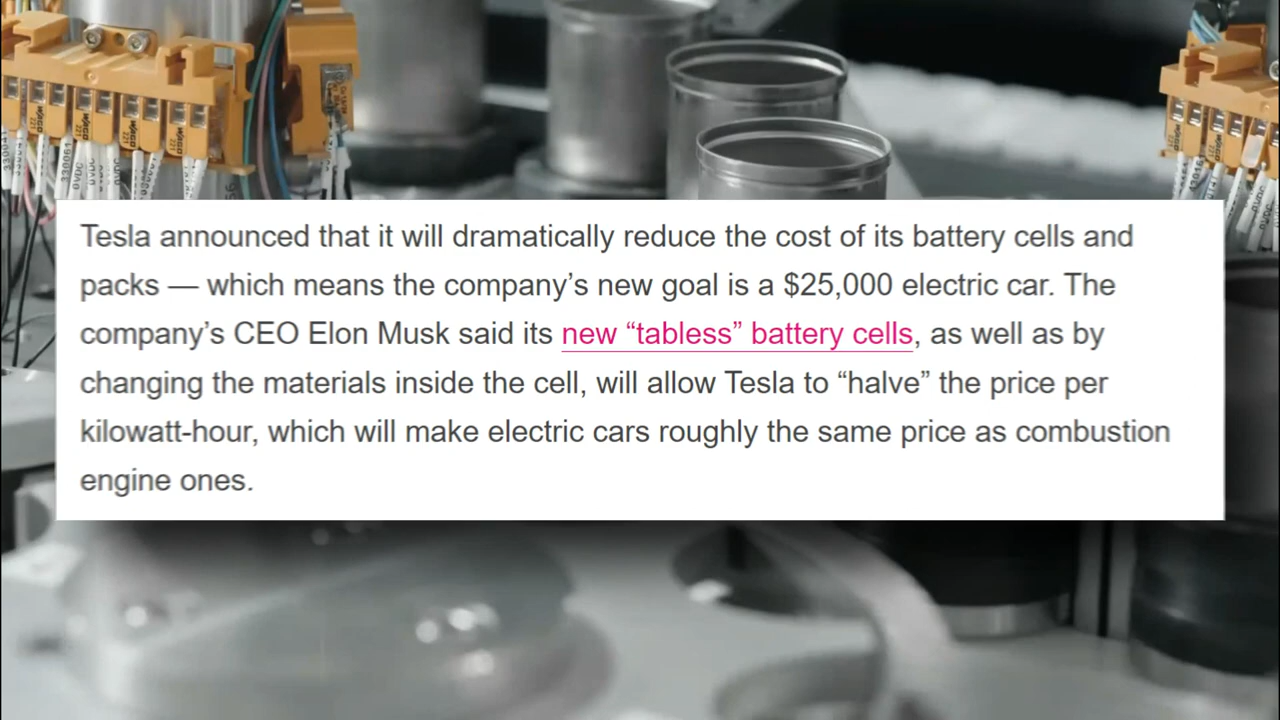 Tesla announced that it will dramatically reduce the cost of its battery cells and
packs — which means the company’s new goal is a $25,000 electric car. The
company’s CEO Elon Musk said its new “tabless” battery cells, as well as by
changing the materials inside the cell, will allow Tesla to “halve” the price per
kilowatt-hour, which will make electric cars roughly the same price as combustion
engine ones.